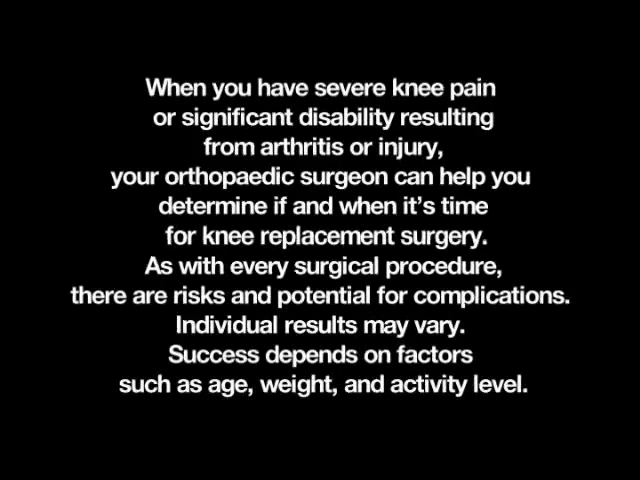 When you have severe knee pain
or significant disability resulting
from arthritis or injury,
your orthopaedic surgeon can help you
determine if and when it’s time
for knee replacement surgery.
As with every surgical procedure,
there are risks and potential for complications.
Individual results may vary.
Success depends on factors
such as age, weight, and activity level.